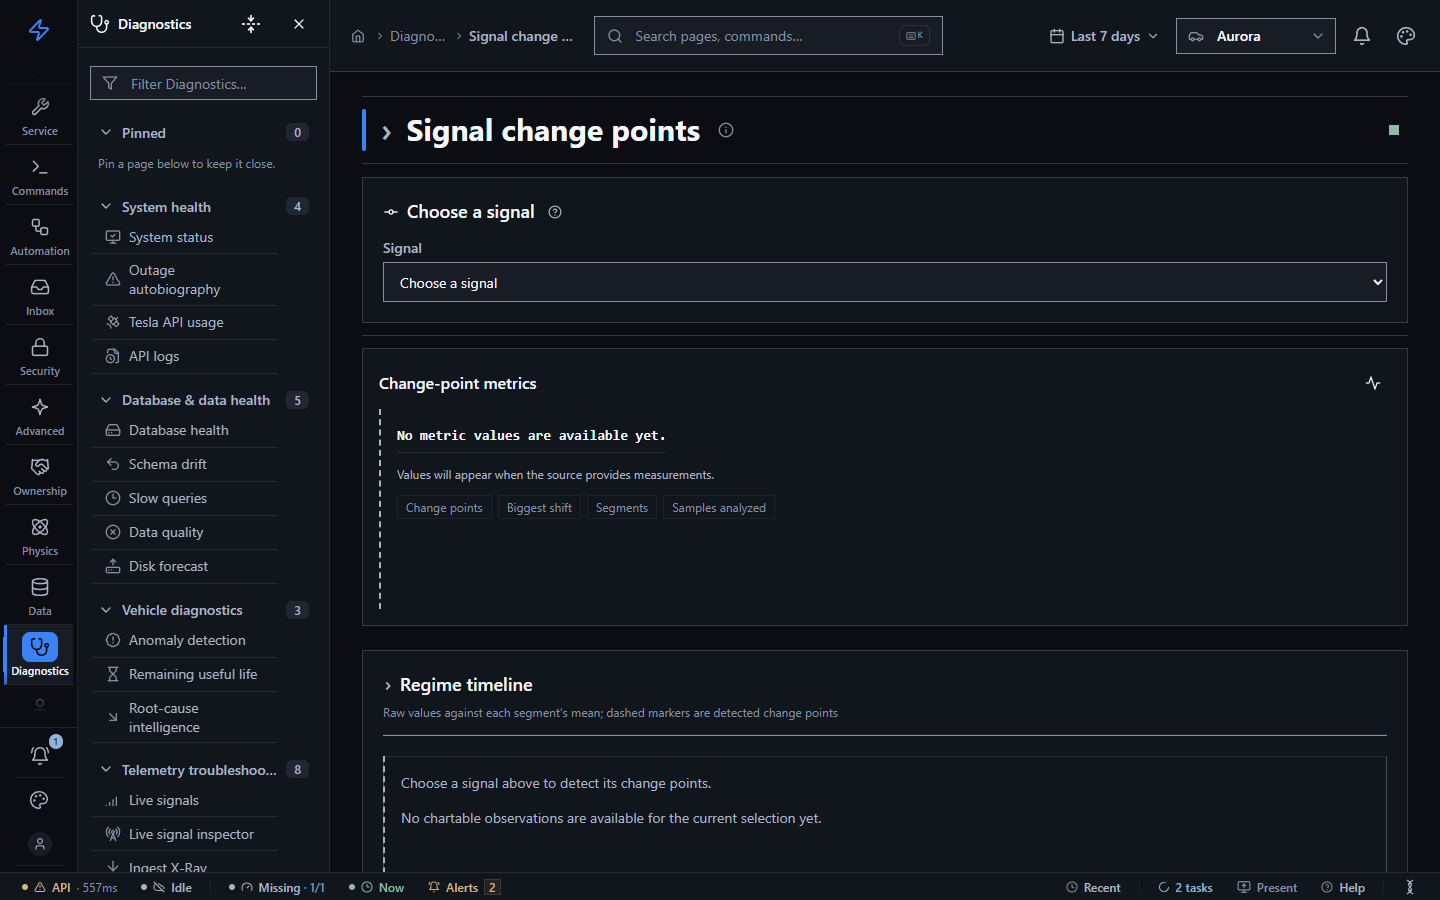 Diagnostics
Diagno...
Signal change ...
Search pages, commands...
K
Last 7 days
Aurora
Service
Commands
Automation
Inbox
Security
Advanced
Ownership
Physics
Data
Diagnostics
1
Filter Diagnostics...
Pinned
0
Pin a page below to keep it close.
System health
4
System status
Outage
autobiography
Tesla API usage
API logs
Database & data health
5
Database health
Schema drift
Slow queries
Data quality
Disk forecast
Vehicle diagnostics
3
Anomaly detection
Remaining useful life
Root-cause
intelligence
Telemetry troubleshoo...
8
Live signals
Live signal inspector
Ingest X-Ray
Signal change points
Choose a signal
Signal
Choose a signal
Change-point metrics
No metric values are available yet.
Values will appear when the source provides measurements.
Change points
Biggest shift
Segments
Samples analyzed
Regime timeline
Raw values against each segment's mean; dashed markers are detected change points
Choose a signal above to detect its change points.
No chartable observations are available for the current selection yet.
API · 557ms
Idle
Missing · 1/1
Now
Alerts 2
Recent
2 tasks
Present
Help